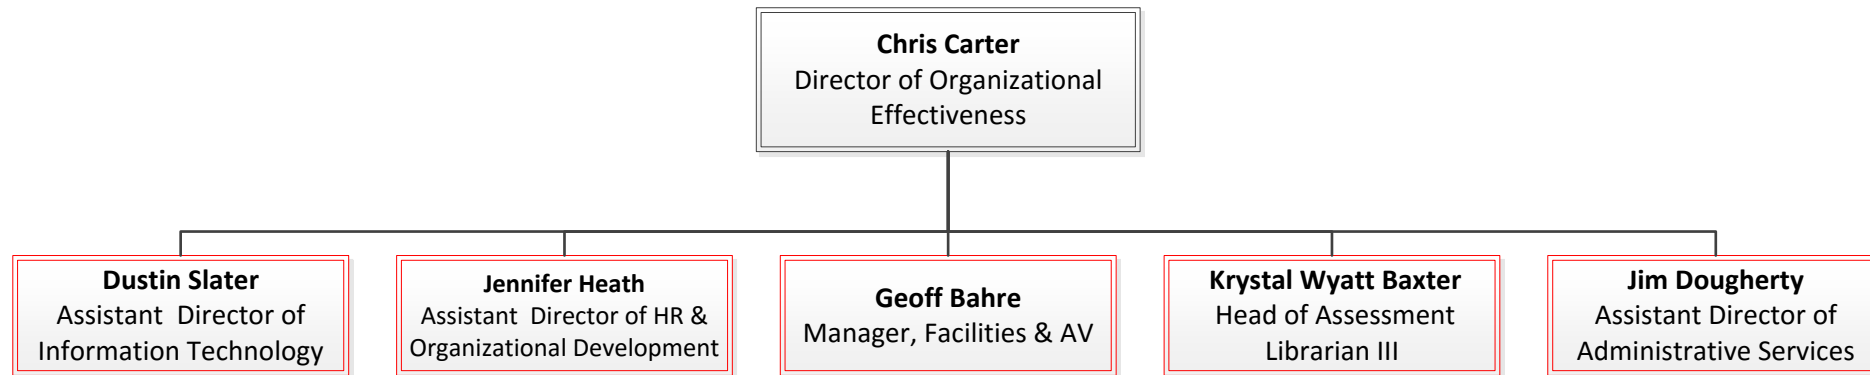 Chris Carter
Director of Organizational
Effectiveness
Dustin Slater
Assistant  Director of
Information Technology
Jennifer Heath
Assistant  Director of HR &
Organizational Development
Geoff Bahre
Manager, Facilities & AV
Krystal Wyatt Baxter
Head of Assessment
Librarian III
Jim Dougherty
Assistant Director of
Administrative Services